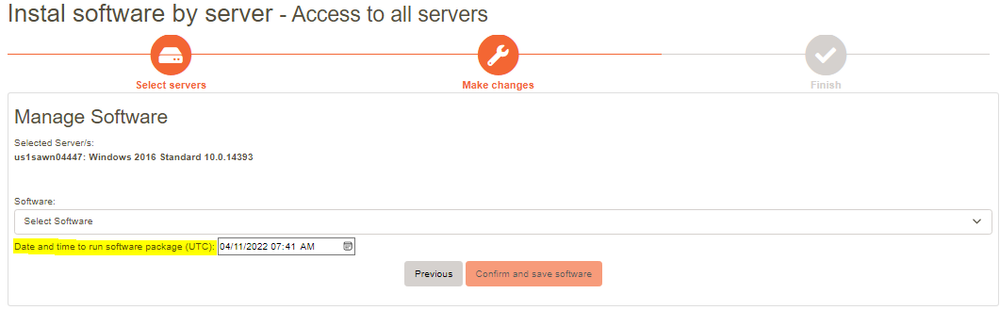 Instal software by server - Access to all servers
Select servers
Make changes
Finish
Manage Software
Selected Server/s:
us1sawn04447: Windows 2016 Standard 10.0.14393
Software:
Select Software
Date and time to run software package (UTC): 04/11/2022 07:41 AM
Previous
Confirm and save software